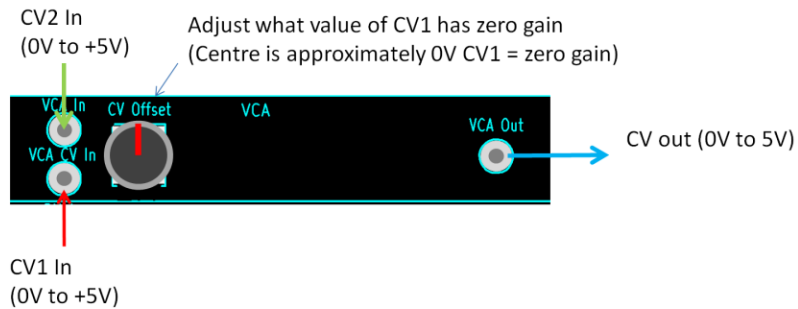 CV2 In
(0V to +5V)
Adjust what value of CV1 has zero gain
(Centre is approximately 0V CV1 = zero gain)
VCA In
CV Offset
VCA
VCA CV In
VCA Out
CV out (0V to 5V)
CV1 In
(0V to +5V)